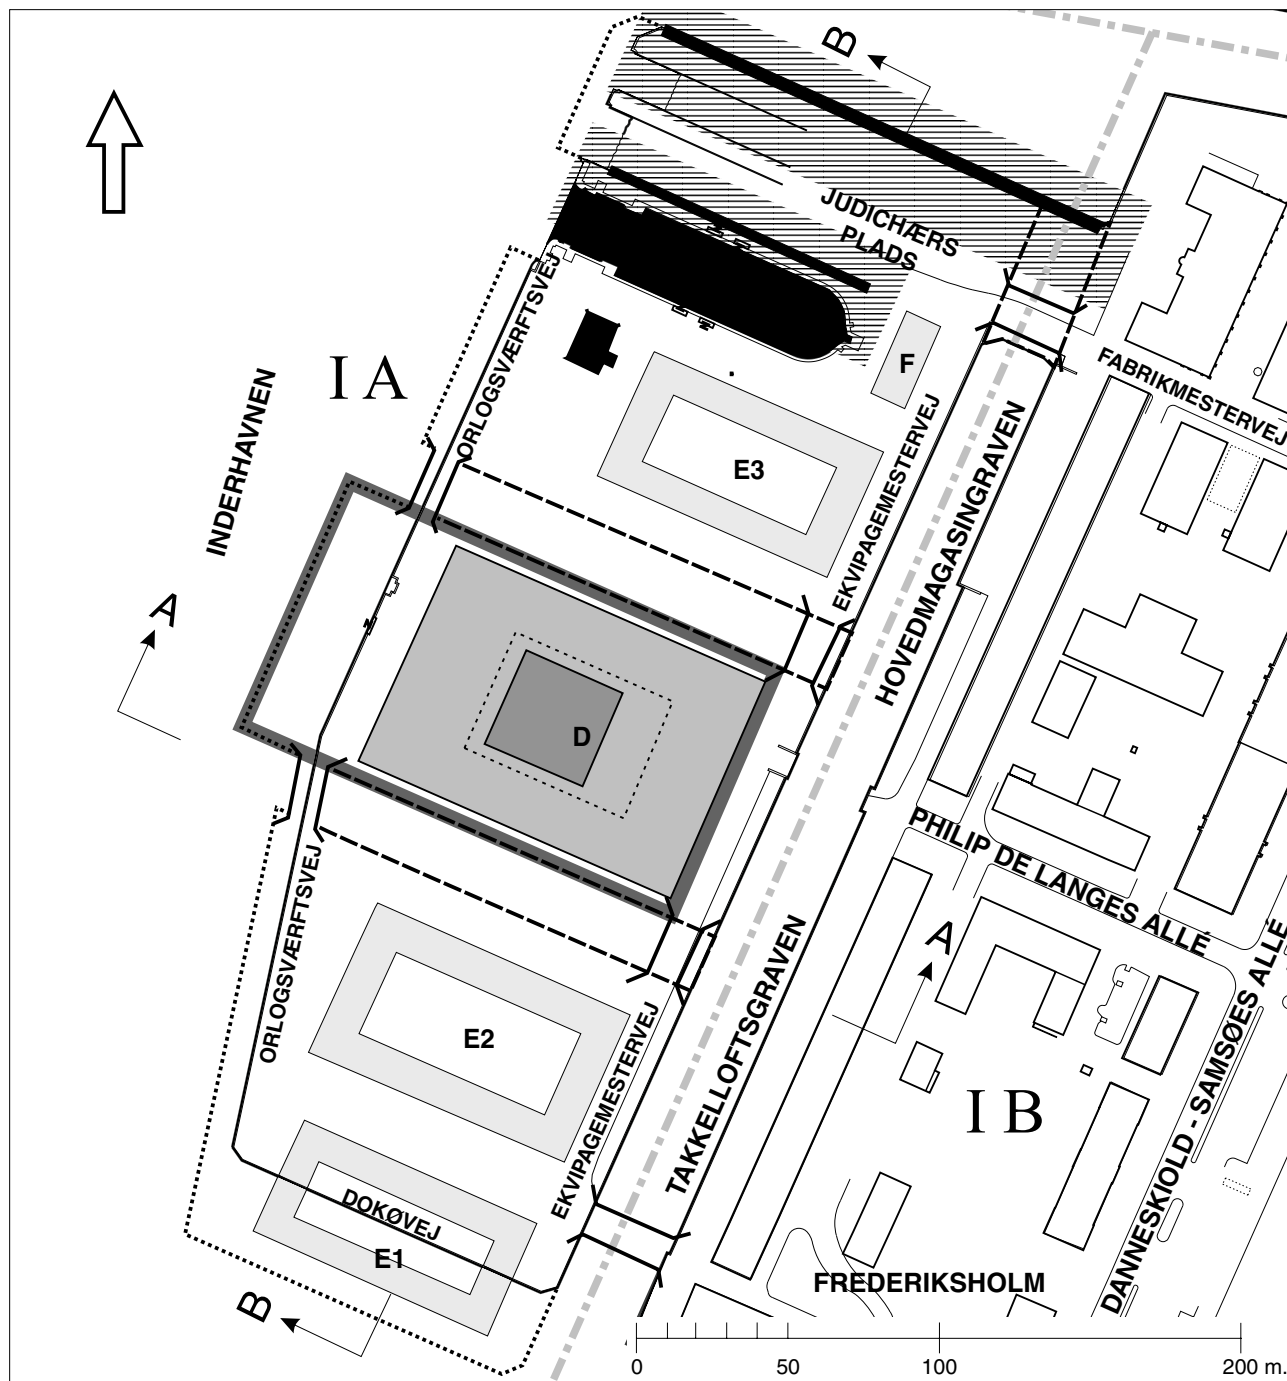 B
JUDICHÆRS
PLADS
ORLOGSVÆRFTSVEJ
I A
F
FABRIKMESTERVEJ
INDERHAVNEN
E3
EKVIPAGEMESTERVEJ
HOVEDMAGASINGRAVEN
A
D
PHILIP DE LANGES ALLÉ
ORLOGSVÆRFTSVEJ
A
E2
EKVIPAGEMESTERVEJ
TAKKELLOFTSGRAVEN
I B
DANNESKIOLD - SAMSØES ALLÉ
DOKØVEJ
E1
FREDERIKSHOLM
B
0 50 100 200 m.